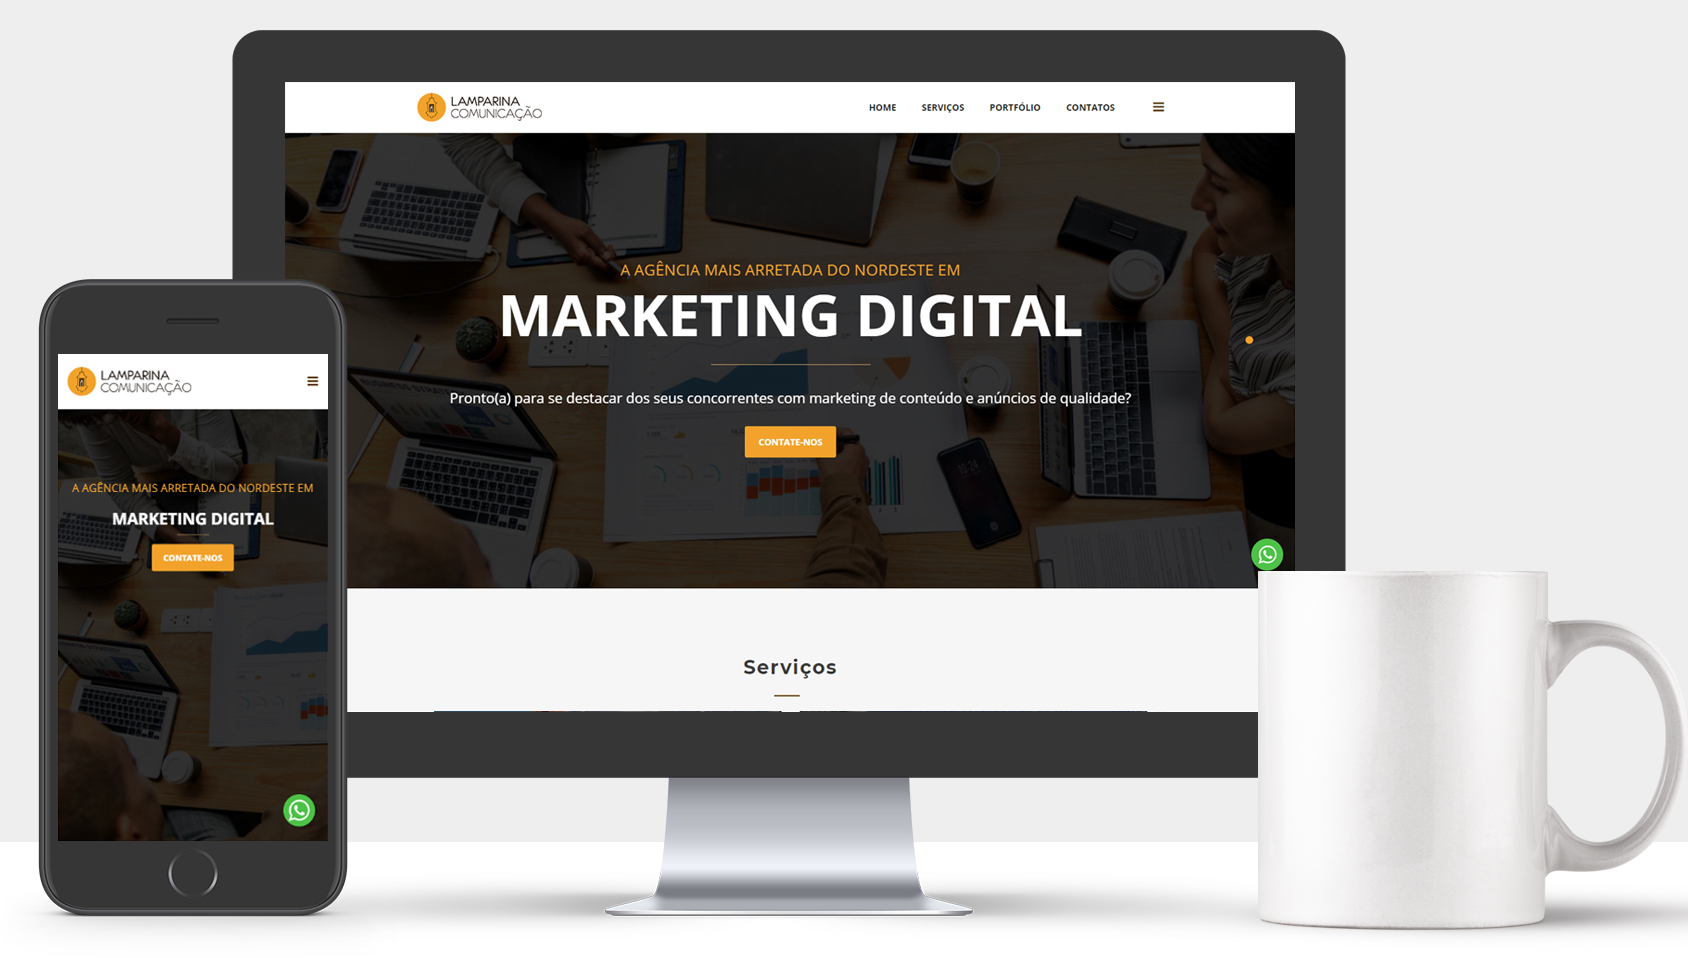 LAMPARINA
COMUNICAÇÃO
HOME SERVIÇOS PORTFÓLIO CONTATOS
A AGÊNCIA MAIS ARRETADA DO NORDESTE EM
MARKETING DIGITAL
Pronto(a) para se destacar dos seus concorrentes com marketing de conteúdo e anúncios de qualidade?
CONTATE-NOS
Serviços
LAMPARINA
COMUNICAÇÃO
A AGÊNCIA MAIS ARRETADA DO NORDESTE EM
MARKETING DIGITAL
CONTATE-NOS